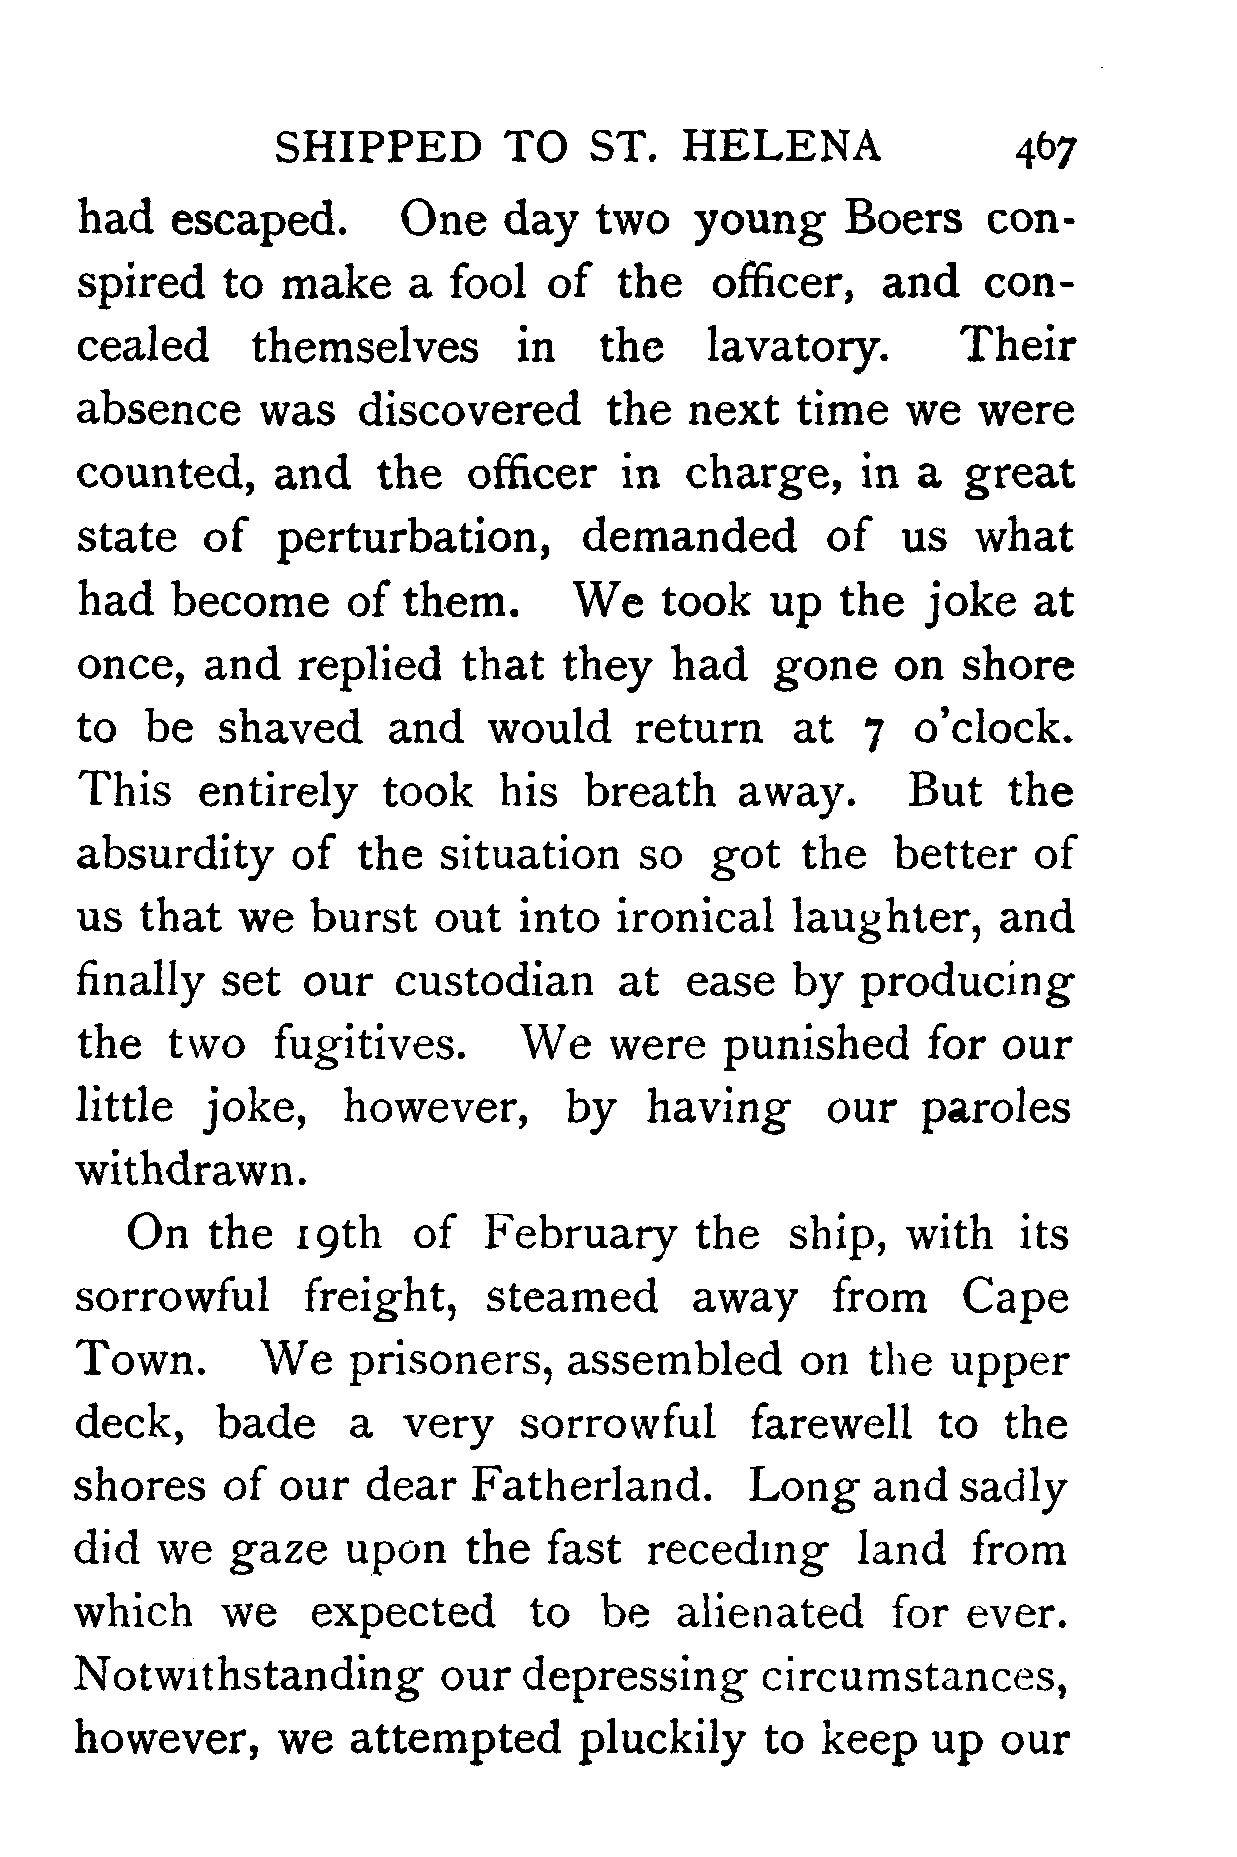 SHIPPED TO ST. HELENA 467
had escaped. One day two young Boers con-
spired to make a fool of the officer, and con-
cealed themselves in the lavatory. Their
absence was discovered the next time we were
counted, and the officer in charge, in a great
state of perturbation, demanded of us what
had become of them. We took up the joke at
once, and replied that they had gone on shore
to be shaved and would return at 7 o'clock.
This entirely took his breath away. But the
absurdity of the situation so got the better of
us that we burst out into ironical laughter, and
finally set our custodian at ease by producing
the two fugitives. We were punished for our
little joke, however, by having our paroles
withdrawn.
On the 19th of February the ship, with its
sorrowful freight, steamed away from Cape
Town. We prisoners, assembled on the upper
deck, bade a very sorrowful farewell to the
shores of our dear Fatherland. Long and sadly
did we gaze upon the fast receding land from
which we expected to be alienated for ever.
Notwithstanding our depressing circumstances,
however, we attempted pluckily to keep up our